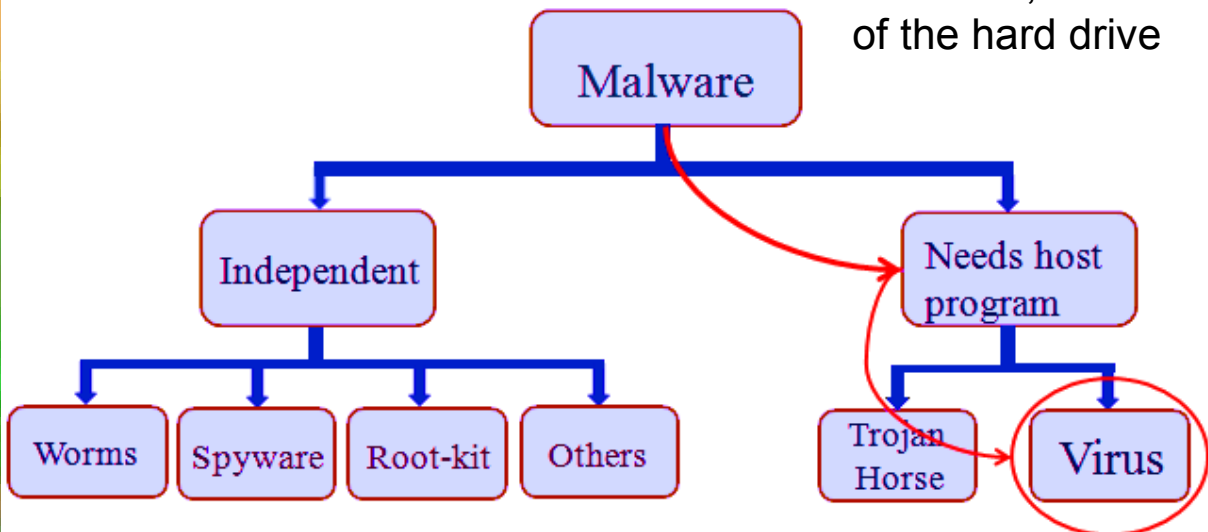 of the hard drive
Malware
Independent
Needs host
program
Worms
Spyware
Root-kit
Others
Trojan
Horse
Virus